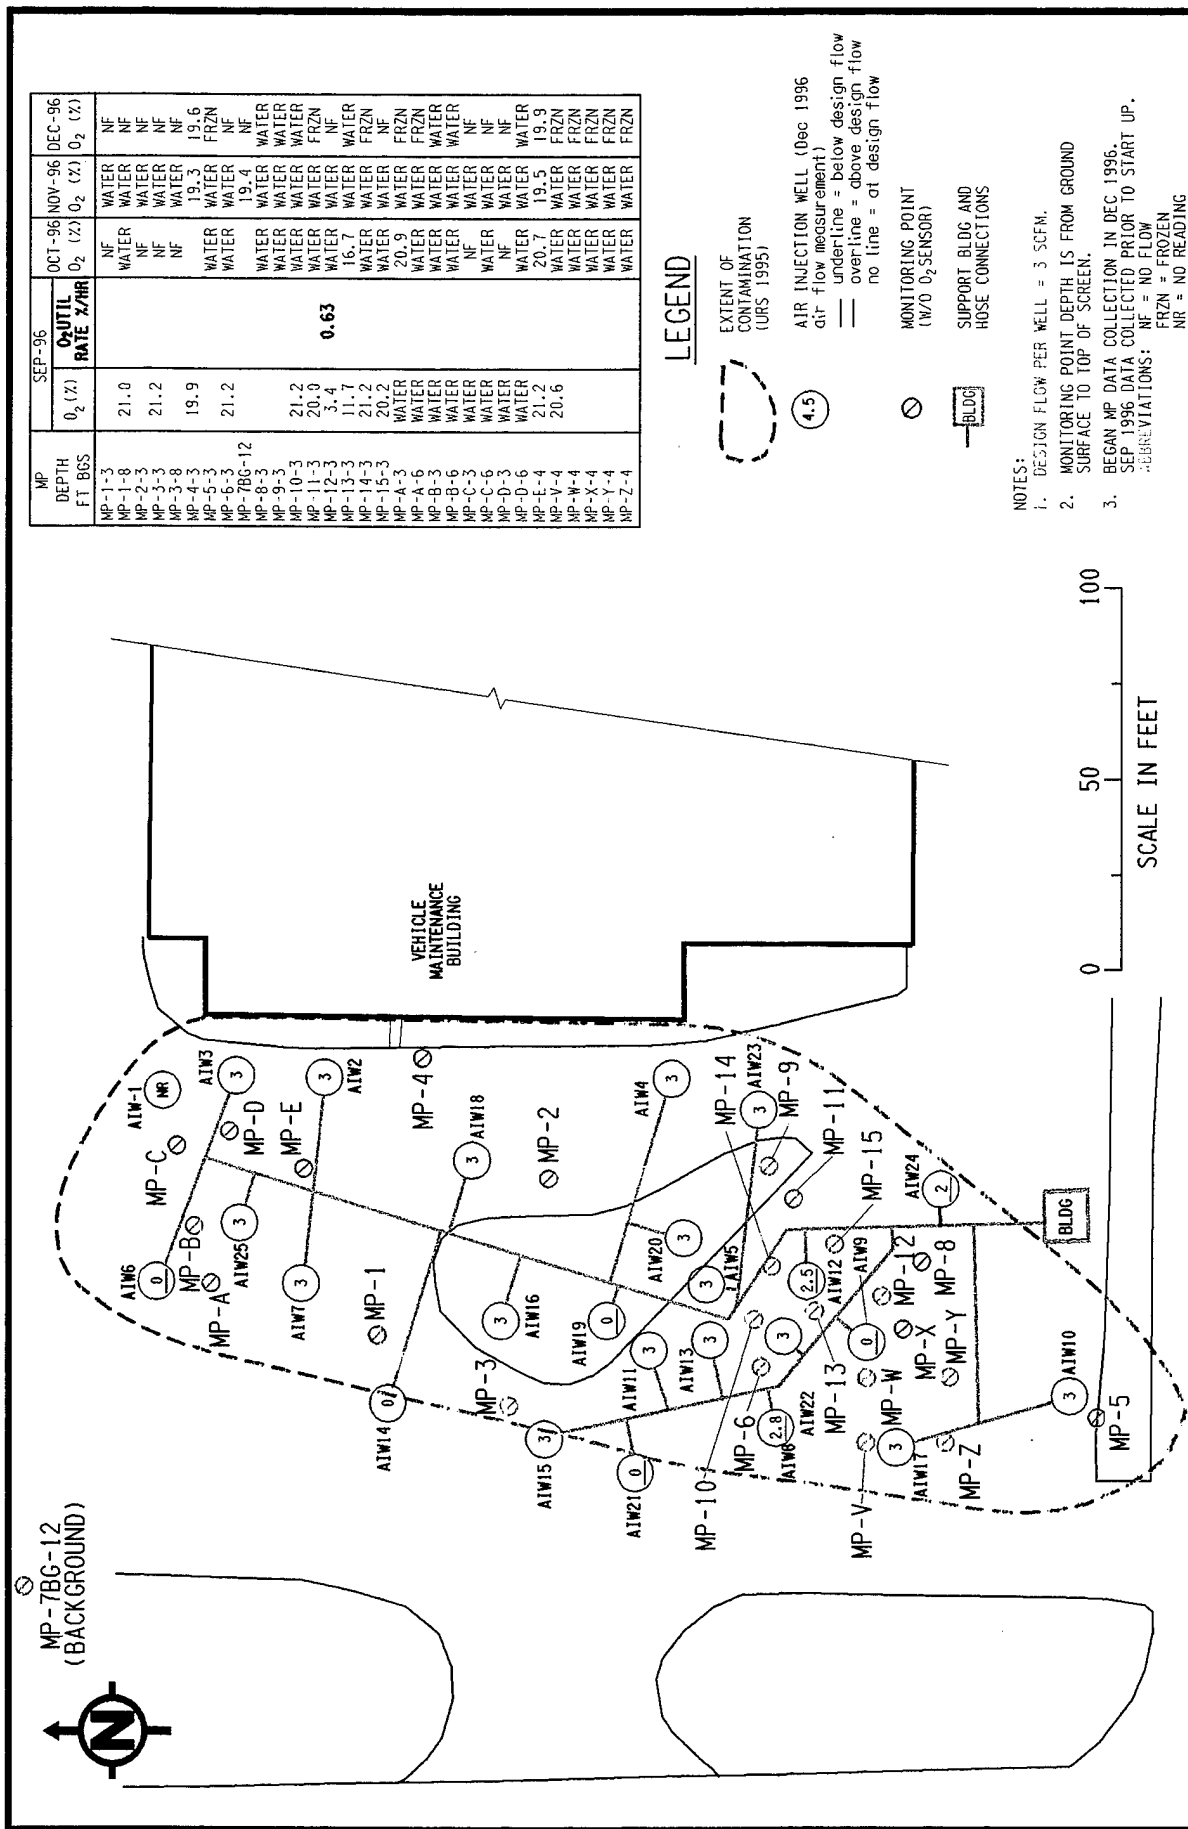 MP-7BG-12
(BACKGROUND)
N
AIW6
0
MP-C
AIW-1
NR
AIW3
3
MP-B
MP-A
AIW25
3
MP-D
MP-E
AIW7
3
3
AIW2
MP-1
MP-4
AIW14
0
3
AIW18
MP-3
3
AIW16
MP-2
AIW15
3
AIW19
0
AIW21
0
AIW11
3
AIW20
3
AIW4
3
AIW13
3
AIW5
3
MP-10
MP-6
MP-14
AIW23
3
MP-9
AIW8
2.8
AIW22
3
2.5
AIW12
MP-11
MP-13
MP-15
AIW9
0
MP-V
MP-W
MP-12
AIW24
2
AIW17
3
MP-X
MP-8
MP-Z
MP-Y
3
AIW10
MP-5
BLDG
VEHICLE
MAINTENANCE
BUILDING
0 50 100
SCALE IN FEET
MP
DEPTH
FT BGS
SEP-96 OCT-96 NOV-96 DEC-96
O2 (%) O2UTIL RATE %/HR O2 (%) O2 (%) O2 (%)
0.63
MP-1-3 NF WATER NF
MP-1-8 21.0 WATER WATER NF
MP-2-3 NF WATER NF
MP-3-3 21.2 NF WATER NF
MP-3-8 NF WATER NF
MP-4-3 19.9 19.3 19.6
MP-5-3 WATER WATER FRZN
MP-6-3 21.2 WATER WATER NF
MP-7BG-12 19.4 NF
MP-8-3 WATER WATER WATER
MP-9-3 WATER WATER WATER
MP-10-3 21.2 WATER WATER WATER
MP-11-3 20.0 WATER WATER FRZN
MP-12-3 3.4 WATER WATER NF
MP-13-3 11.7 16.7 WATER WATER
MP-14-3 21.2 WATER WATER FRZN
MP-15-3 20.2 WATER WATER NF
MP-A-3 WATER 20.9 WATER FRZN
MP-A-6 WATER WATER WATER FRZN
MP-B-3 WATER WATER WATER WATER
MP-B-6 WATER WATER WATER WATER
MP-C-3 WATER NF WATER NF
MP-C-6 WATER WATER WATER NF
MP-D-3 WATER NF WATER NF
MP-D-6 WATER WATER WATER WATER
MP-E-4 21.2 20.7 19.5 19.9
MP-V-4 20.6 WATER WATER FRZN
MP-W-4 WATER WATER FRZN
MP-X-4 WATER WATER FRZN
MP-Y-4 WATER WATER FRZN
MP-Z-4 WATER WATER FRZN
LEGEND
EXTENT OF
CONTAMINATION
(URS 1995)
4.5
AIR INJECTION WELL (Dec 1996
air flow measurement)
underline = below design flow
overline = above design flow
no line = at design flow
MONITORING POINT
(W/O O2 SENSOR)
BLDG
SUPPORT BLDG AND
HOSE CONNECTIONS
NOTES:
1. DESIGN FLOW PER WELL = 3 SCFM.
2. MONITORING POINT DEPTH IS FROM GROUND
SURFACE TO TOP OF SCREEN.
3. BEGAN MP DATA COLLECTION IN DEC 1996.
SEP 1996 DATA COLLECTED PRIOR TO START UP.
ABBREVIATIONS: NF = NO FLOW
FRZN = FROZEN
NR = NO READING